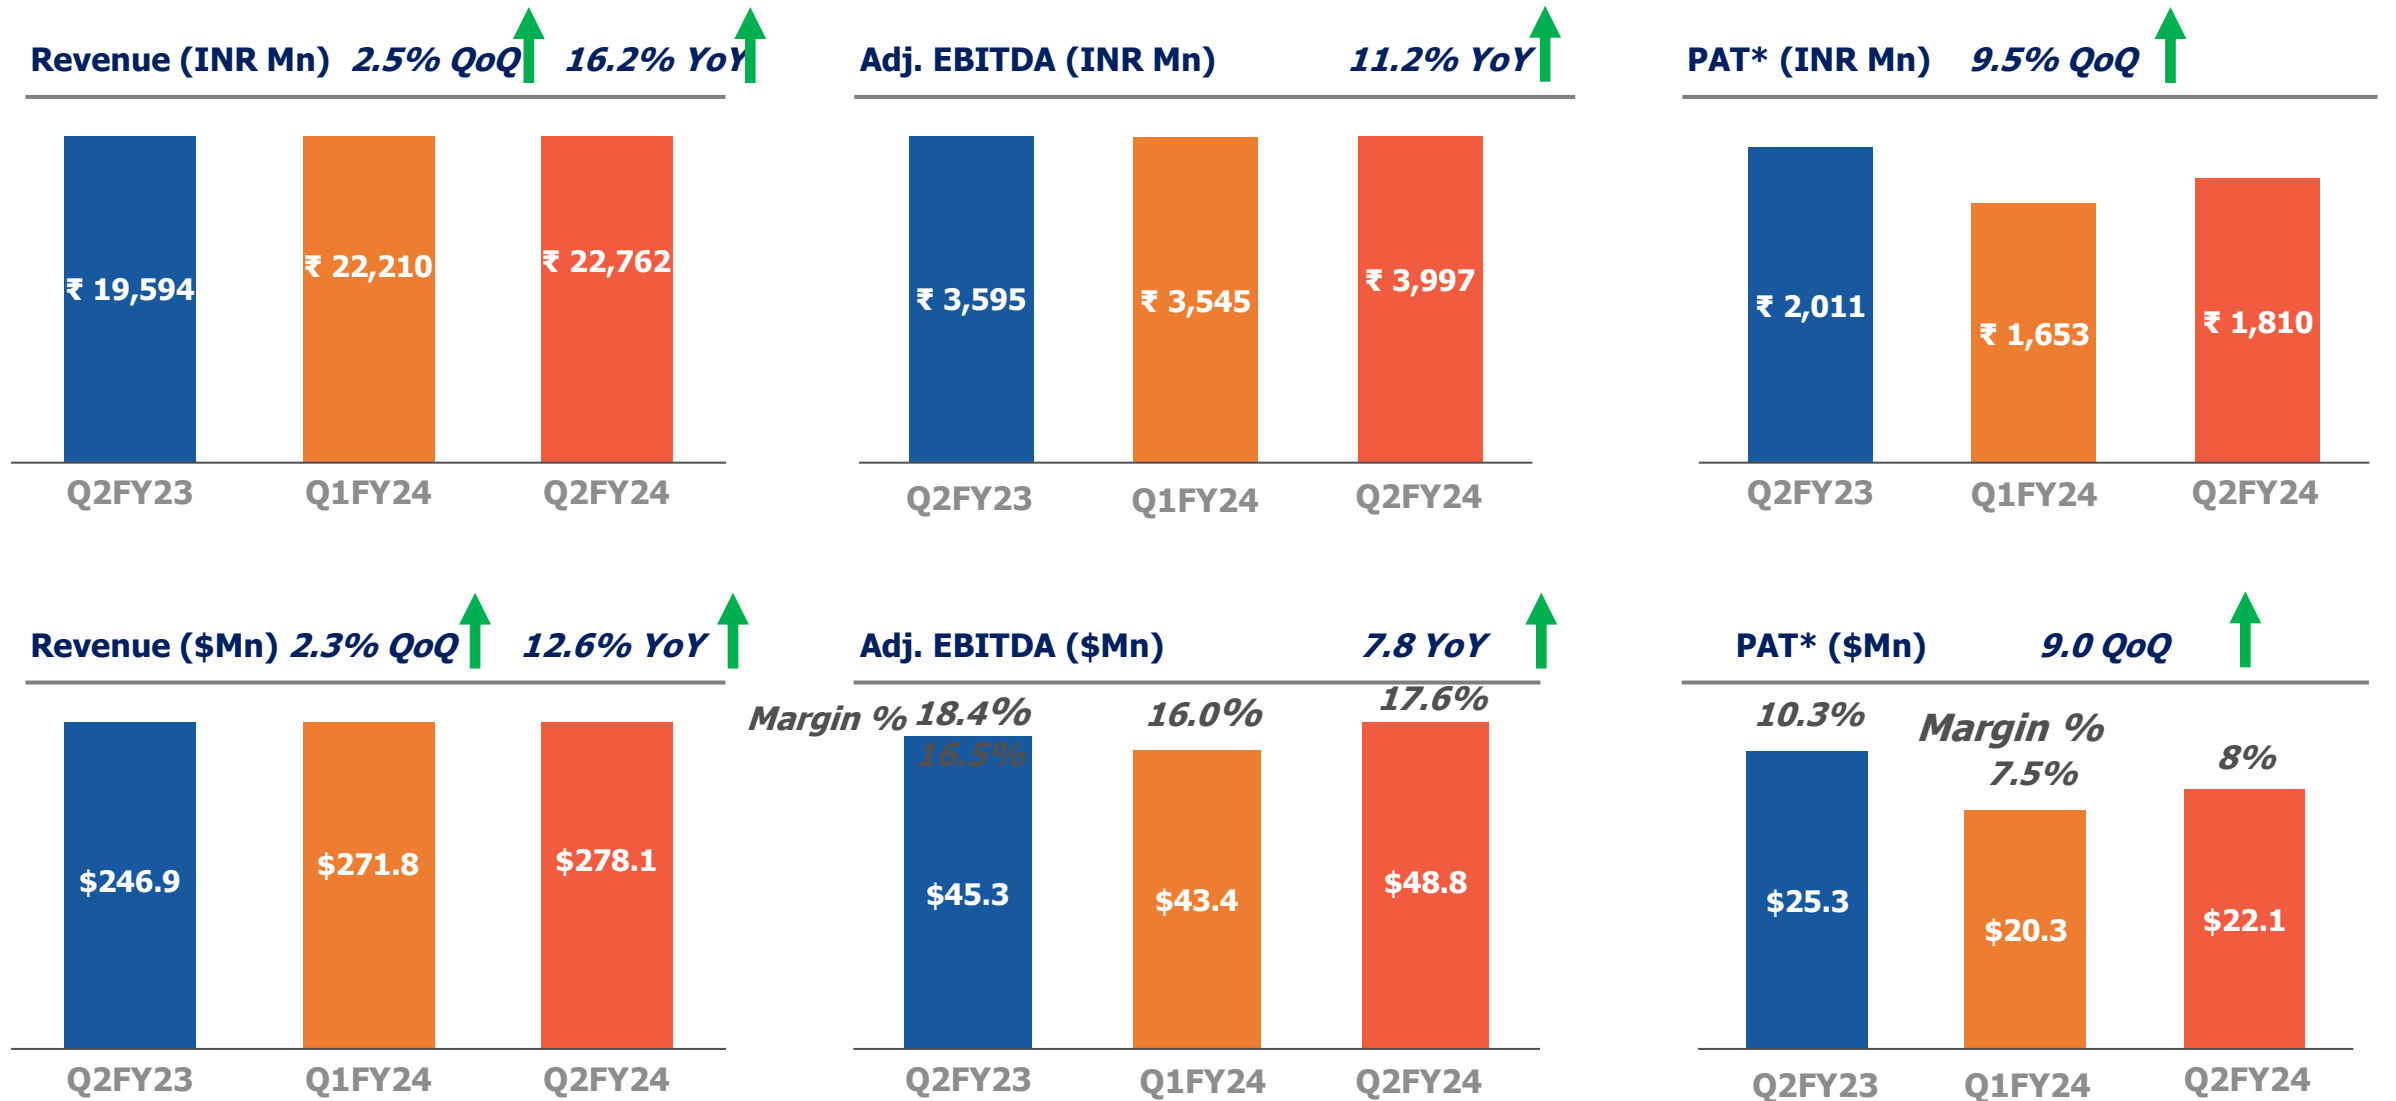 Revenue (INR Mn) 2.5% QoQ 16.2% YoY
₹ 19,594
₹ 22,210
₹ 22,762
Q2FY23 Q1FY24 Q2FY24
Adj. EBITDA (INR Mn) 11.2% YoY
₹ 3,595
₹ 3,545
₹ 3,997
Q2FY23 Q1FY24 Q2FY24
PAT* (INR Mn) 9.5% QoQ
₹ 2,011
₹ 1,653
₹ 1,810
Q2FY23 Q1FY24 Q2FY24
Revenue ($Mn) 2.3% QoQ 12.6% YoY
$246.9
$271.8
$278.1
Q2FY23 Q1FY24 Q2FY24
Adj. EBITDA ($Mn) 7.8 YoY
Margin % 18.4% 16.0% 17.6%
16.5%
$45.3
$43.4
$48.8
Q2FY23 Q1FY24 Q2FY24
PAT* ($Mn) 9.0 QoQ
10.3%
Margin %
7.5%
8%
$25.3
$20.3
$22.1
Q2FY23 Q1FY24 Q2FY24